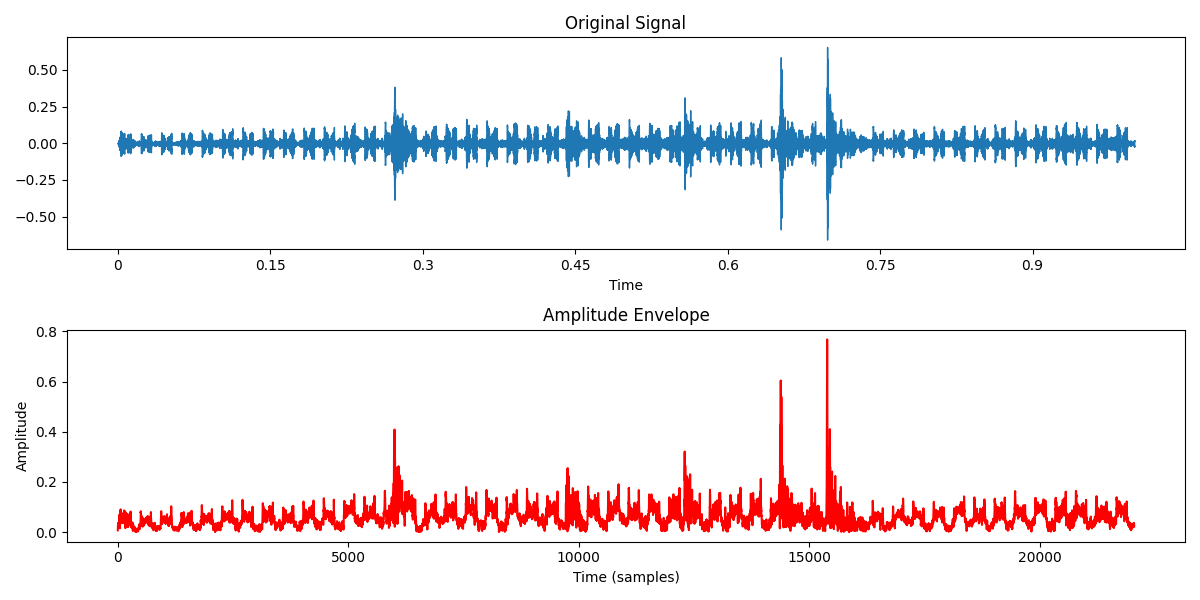 Original Signal
0.50
0.25
0.00
−0.25
−0.50
0 0.15 0.3 0.45 0.6 0.75 0.9
Time
Amplitude Envelope
0.8
0.6
0.4
0.2
0.0
Amplitude
0 5000 10000 15000 20000
Time (samples)